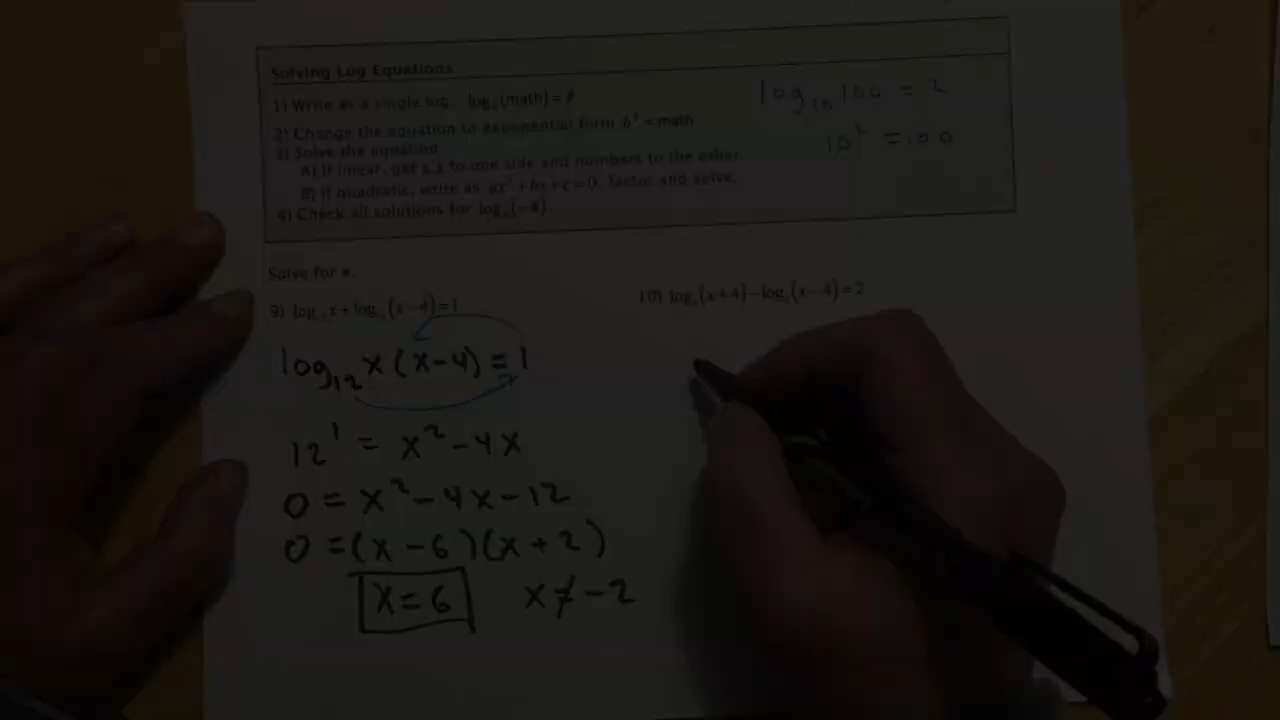 Solving Log Equations
1) Write as a single log. log_b(math) = #
log₁₀ 100 = 2
2) Change the equation to exponential form b^# = math
10² = 100
3) Solve the equation
A) If linear, get x's to one side and numbers to the other.
B) If quadratic, write as ax² + bx + c = 0, factor and solve.
4) Check all solutions for log_b(-#).
Solve for x.
9) log₁₂ x + log₁₂ (x-4) = 1
10) log (x+4) - log (x-4) = 2
log₁₂ x (x-4) = 1
12¹ = x² - 4x
0 = x² - 4x - 12
0 = (x - 6)(x + 2)
x = 6 x ≠ -2